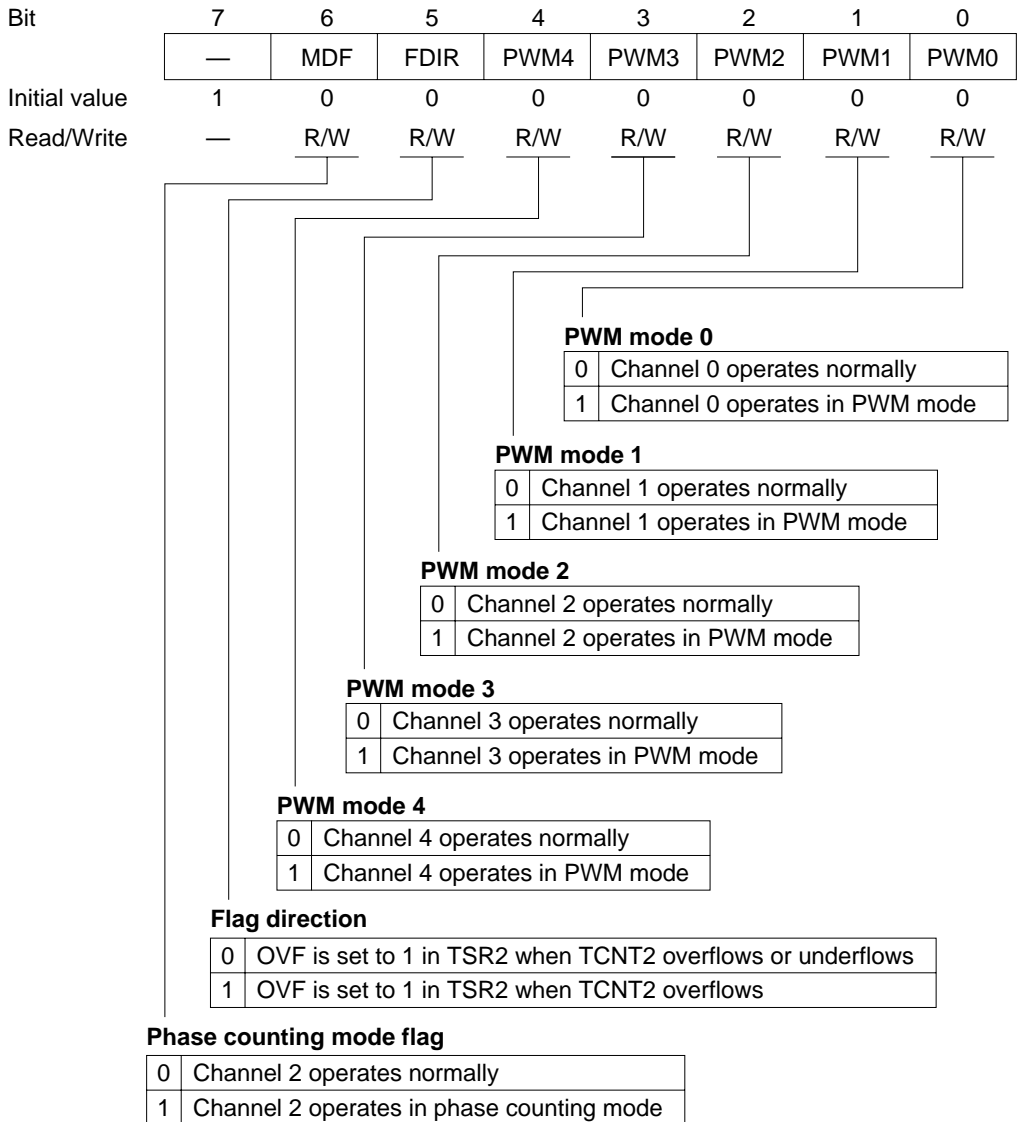 Bit 7 6 5 4 3 2 1 0
— MDF FDIR PWM4 PWM3 PWM2 PWM1 PWM0
Initial value 1 0 0 0 0 0 0 0
Read/Write — R/W R/W R/W R/W R/W R/W R/W
PWM mode 0
0 Channel 0 operates normally
1 Channel 0 operates in PWM mode
PWM mode 1
0 Channel 1 operates normally
1 Channel 1 operates in PWM mode
PWM mode 2
0 Channel 2 operates normally
1 Channel 2 operates in PWM mode
PWM mode 3
0 Channel 3 operates normally
1 Channel 3 operates in PWM mode
PWM mode 4
0 Channel 4 operates normally
1 Channel 4 operates in PWM mode
Flag direction
0 OVF is set to 1 in TSR2 when TCNT2 overflows or underflows
1 OVF is set to 1 in TSR2 when TCNT2 overflows
Phase counting mode flag
0 Channel 2 operates normally
1 Channel 2 operates in phase counting mode